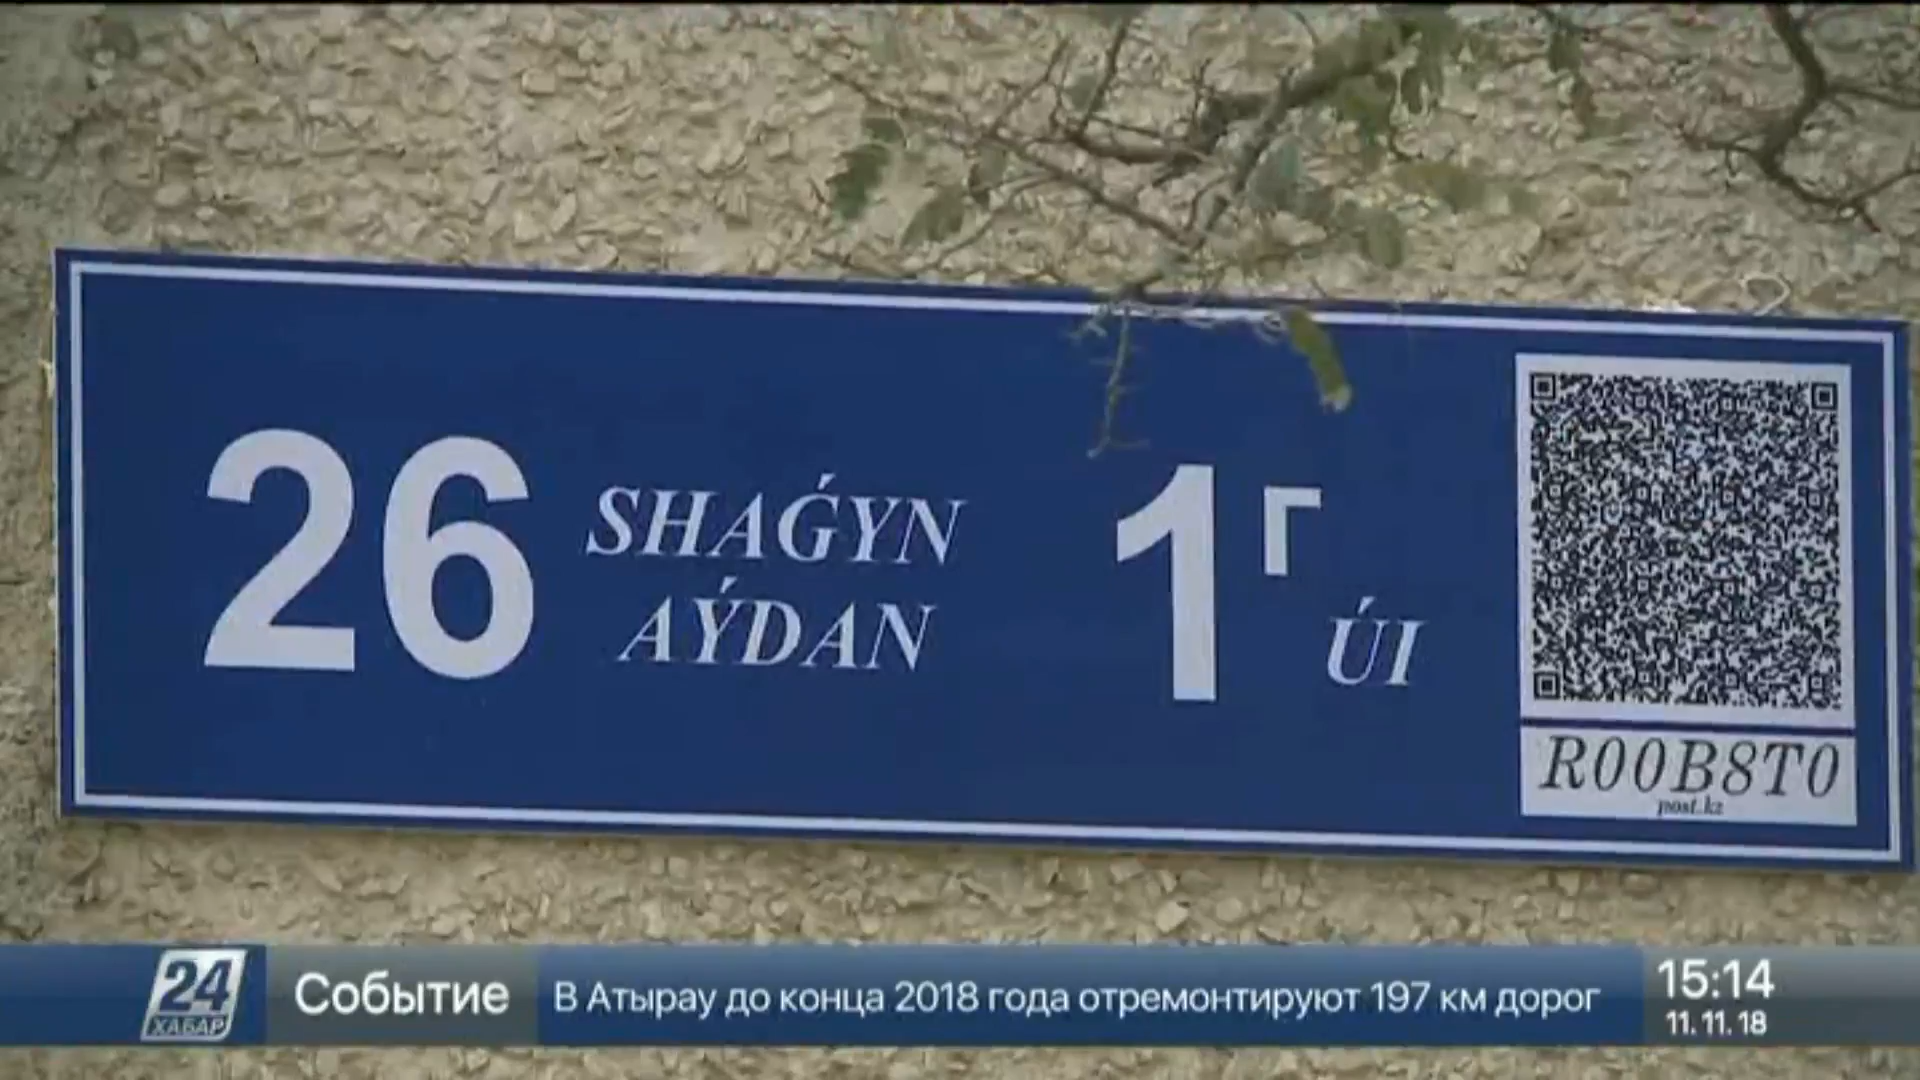 26 SHAǴYN AÝDAN 1 Г ÚI
R00B8T0
post.kz
24 ХАБАР
Событие
В Атырау до конца 2018 года отремонтируют 197 км дорог
15:14
11.11.18